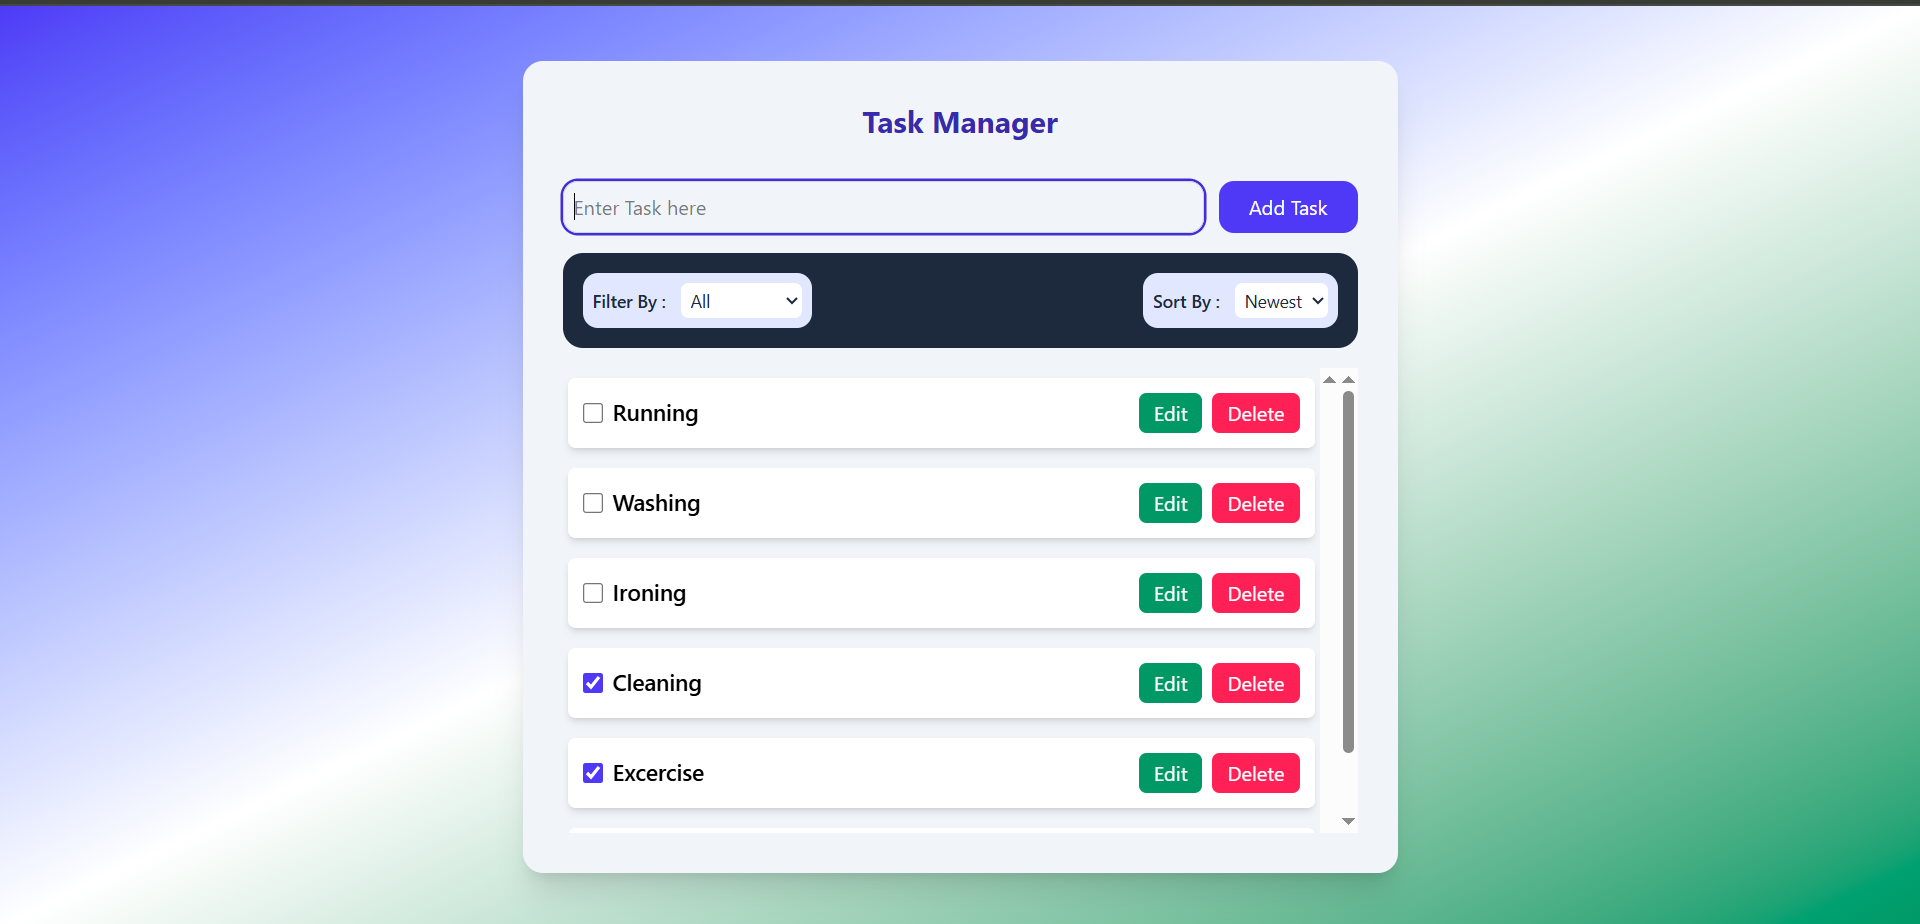 Task Manager
Enter Task here
Add Task
Filter By : All
Sort By : Newest
Running Edit Delete
Washing Edit Delete
Ironing Edit Delete
Cleaning Edit Delete
Excercise Edit Delete